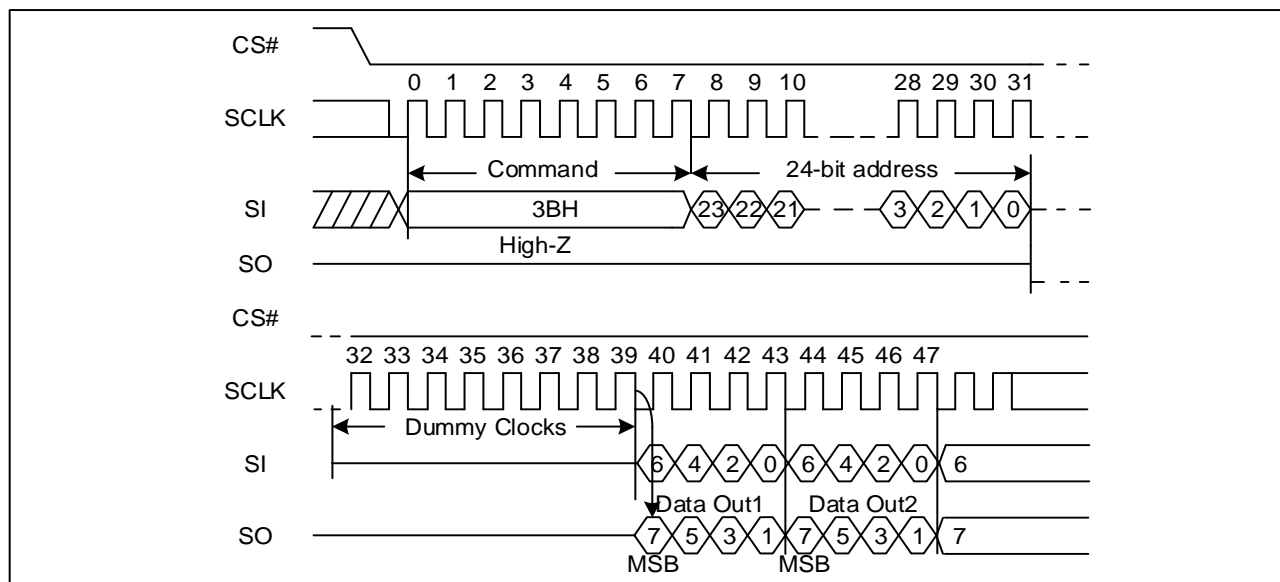 CS#
0 1 2 3 4 5 6 7 8 9 10 28 29 30 31
SCLK
Command 24-bit address
SI 3BH 23 22 21 3 2 1 0
High-Z
SO
CS#
32 33 34 35 36 37 38 39 40 41 42 43 44 45 46 47
SCLK
Dummy Clocks
SI 6 4 2 0 6 4 2 0 6
Data Out1 Data Out2
SO 7 5 3 1 7 5 3 1 7
MSB MSB